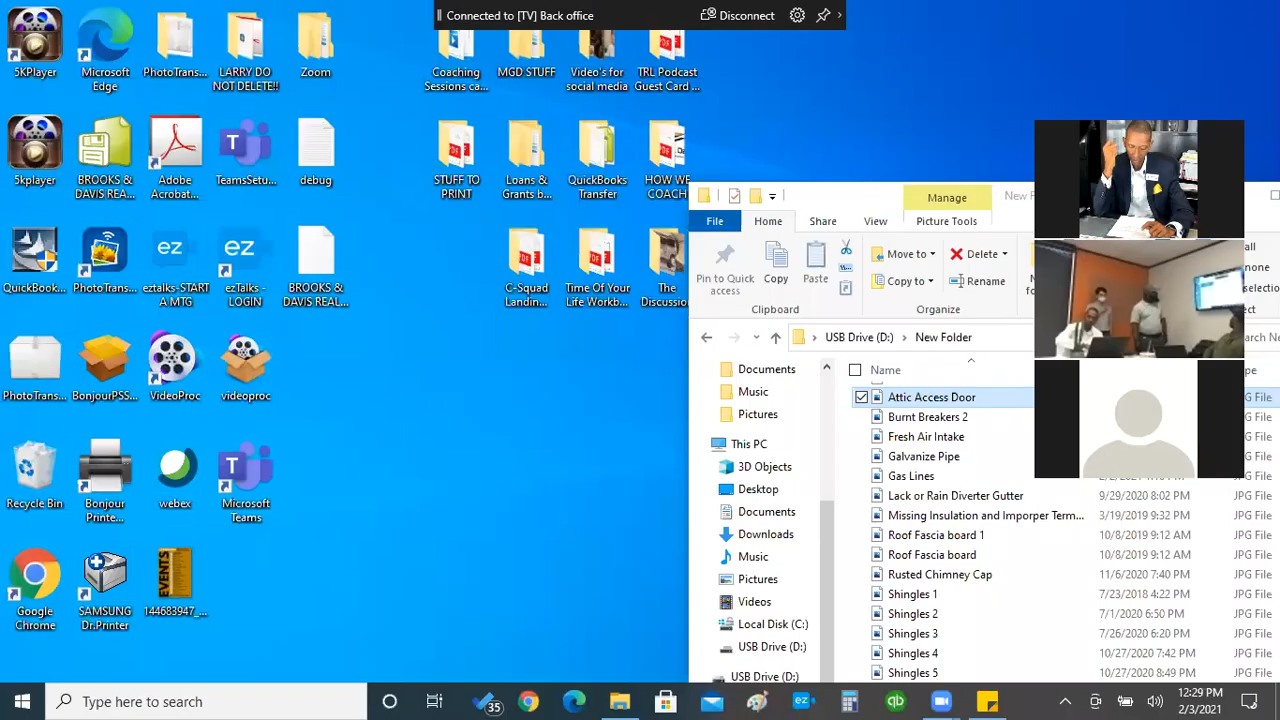 Connected to [TV] Back office
Disconnect
5KPlayer
Microsoft
Edge
PhotoTrans...
LARRY DO
NOT DELETE!!
Zoom
Coaching
Sessions ca...
MGD STUFF
Video's for
social media
TRL Podcast
Guest Card ...
5kplayer
BROOKS &
DAVIS REAL...
Adobe
Acrobat...
TeamsSetu...
debug
STUFF TO
PRINT
Loans &
Grants b...
QuickBooks
Transfer
HOW WE
COACH
QuickBook...
PhotoTrans...
eztalks-START
A MTG
ezTalks -
LOGIN
BROOKS &
DAVIS REAL...
C-Squad
Landin...
Time Of Your
Life Workb...
The
Discussio
PhotoTrans...
BonjourPSS...
VideoProc
videoproc
Recycle Bin
Bonjour
Printe...
webex
Microsoft
Teams
Google
Chrome
SAMSUNG
Dr.Printer
EVENTS
144683947_...
Manage
New F
File
Home
Share
View
Picture Tools
Pin to Quick
access
Copy
Paste
Move to
Copy to
Delete
Rename
Clipboard
Organize
USB Drive (D:)
New Folder
Documents
Music
Pictures
This PC
3D Objects
Desktop
Documents
Downloads
Music
Pictures
Videos
Local Disk (C:)
USB Drive (D:)
USB Drive (D:)
Name
Attic Access Door
Burnt Breakers 2
Fresh Air Intake
Galvanize Pipe
Gas Lines
Lack or Rain Diverter Gutter 9/29/2020 8:02 PM JPG File
Missing Insulation and Imporper Term... 3/19/2019 9:32 PM JPG File
Roof Fascia board 1 10/8/2019 9:12 AM JPG File
Roof Fascia board 10/8/2019 9:12 AM JPG File
Rusted Chimney Cap 11/6/2020 7:40 PM JPG File
Shingles 1 7/23/2018 4:22 PM JPG File
Shingles 2 7/1/2020 6:50 PM JPG File
Shingles 3 7/26/2020 6:20 PM JPG File
Shingles 4 10/27/2020 7:42 PM JPG File
Shingles 5 10/27/2020 8:49 PM JPG File
Type here to search
35
12:29 PM
2/3/2021